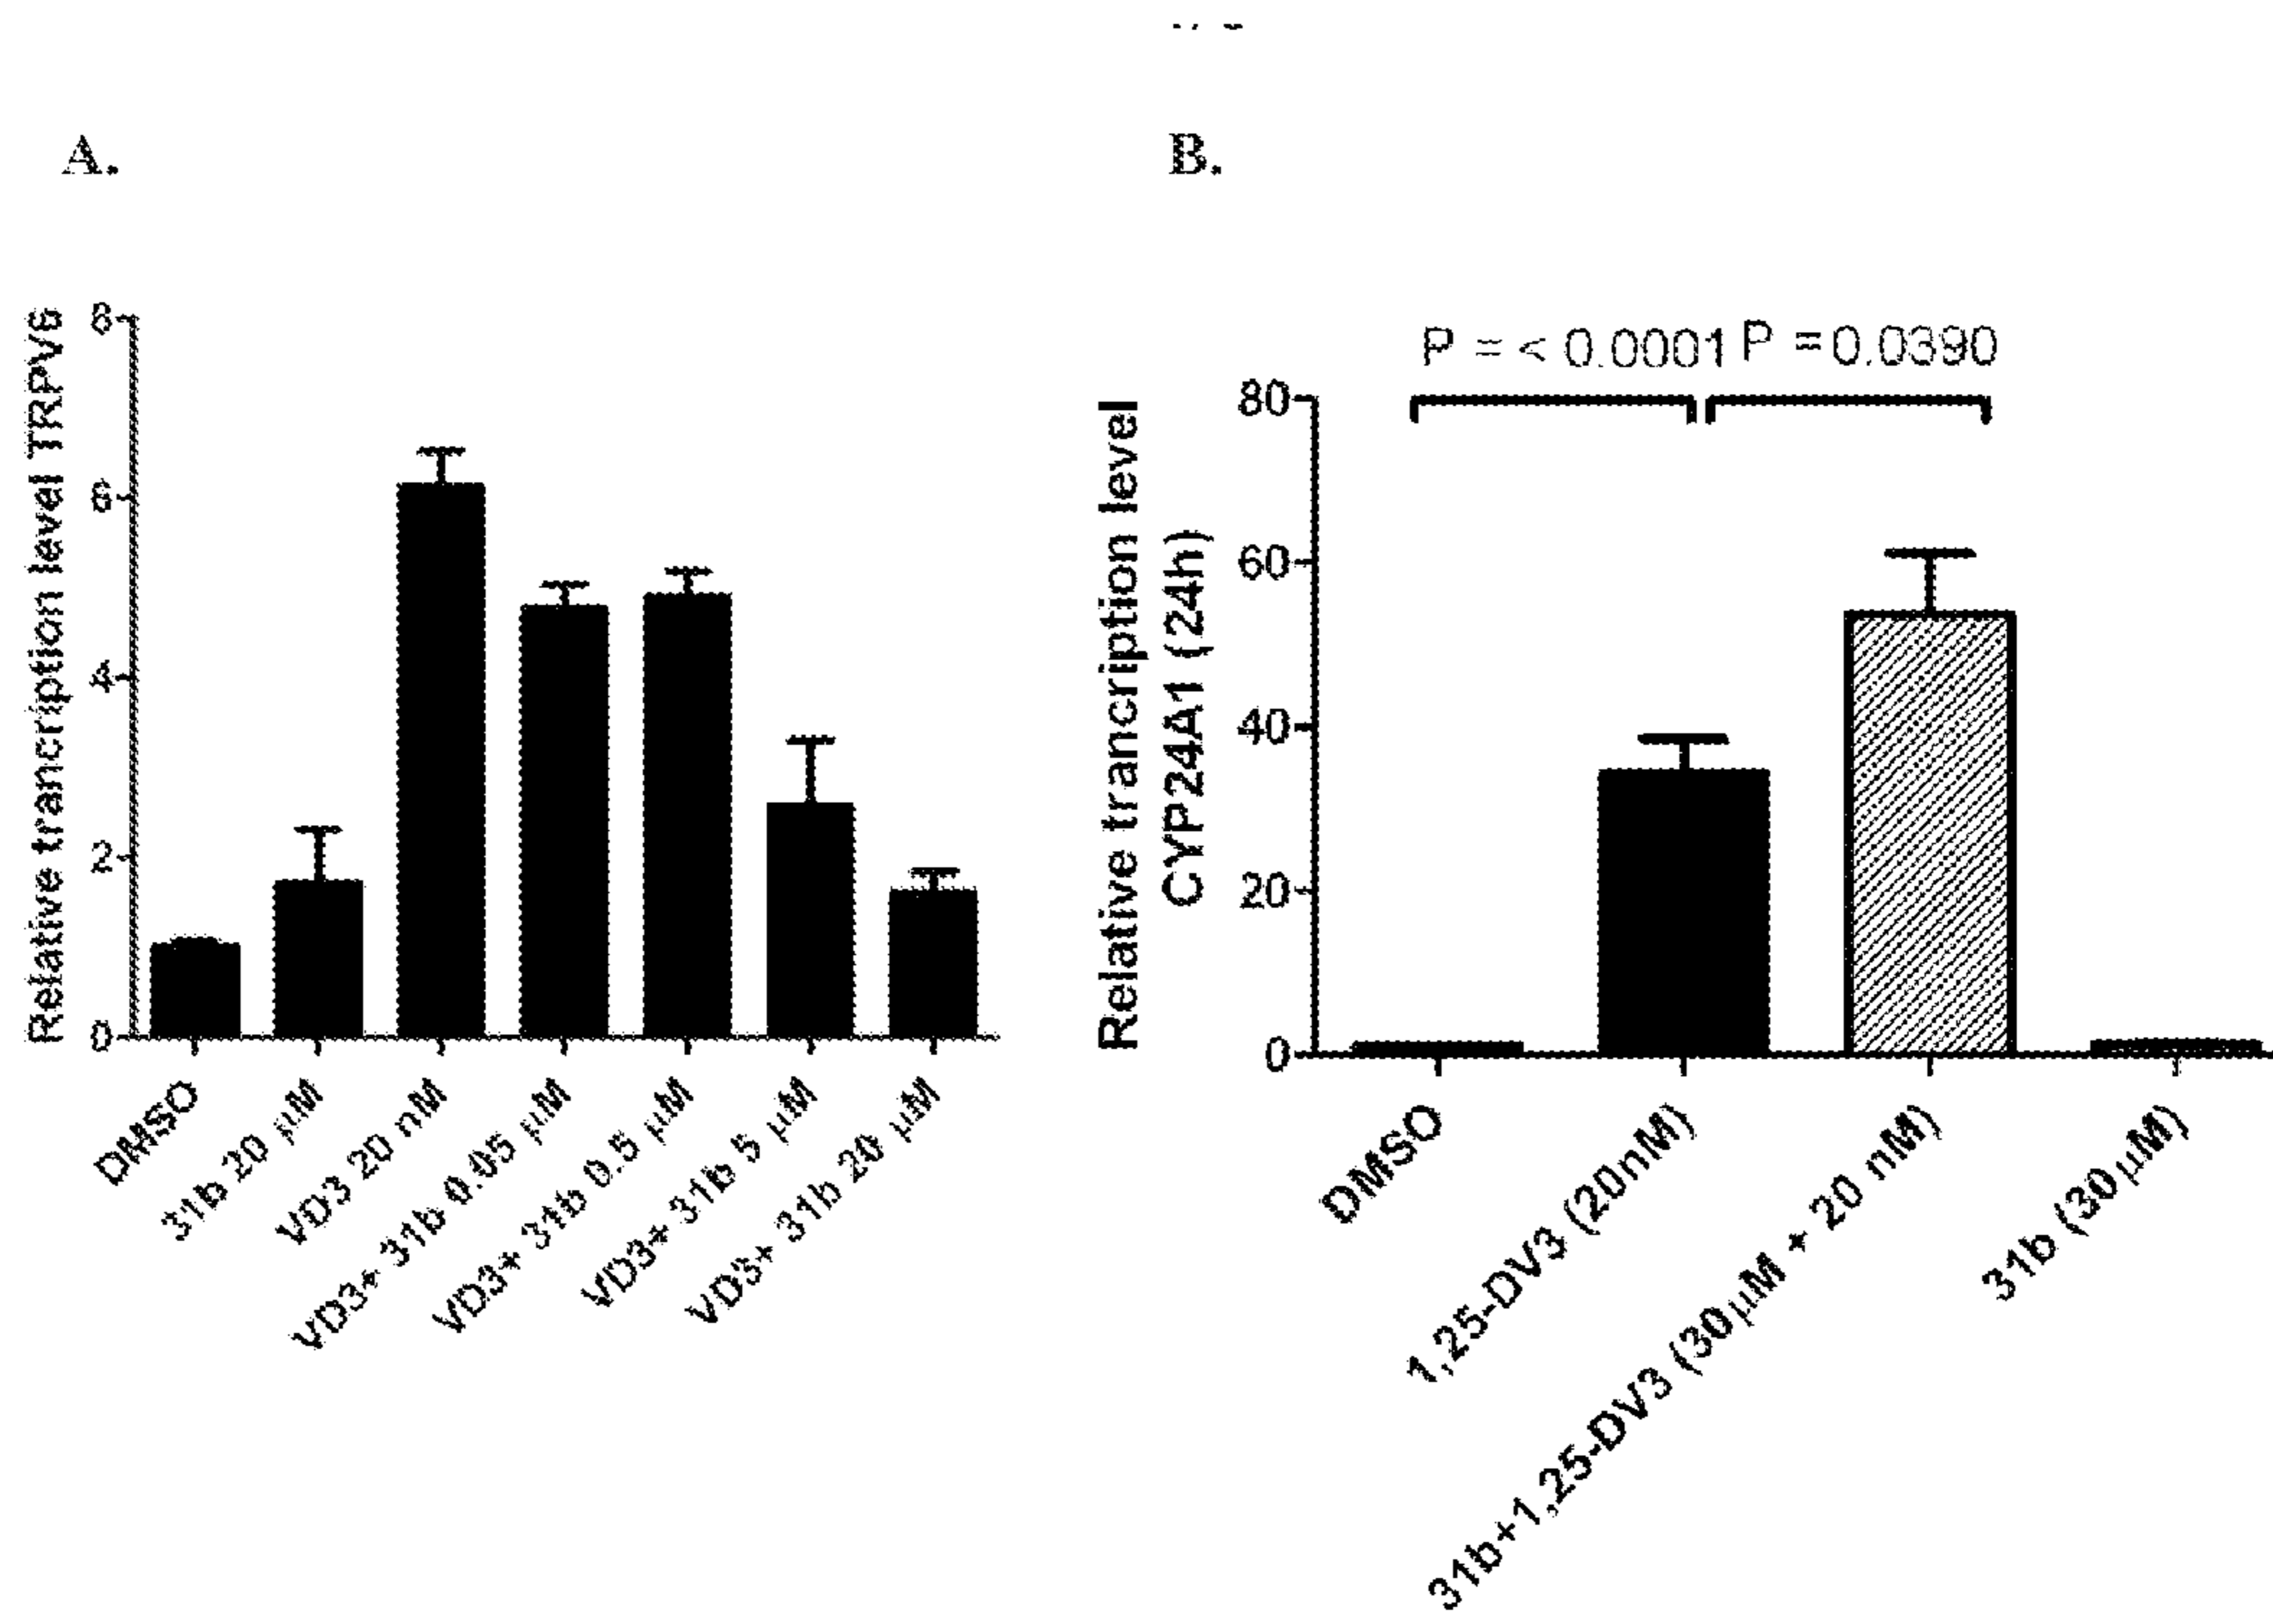 A.
Relative trancription level TRPV6
8
6
4
2
0
DMSO
31b 20 µM
VD3 20 nM
VD3+ 31b 0.05 µM
VD3+ 31b 0.5 µM
VD3+ 31b 5 µM
VD3+ 31b 20 µM
B.
P = < 0.0001 P = 0.0390
Relative trancription level
CYP24A1 (24h)
80
60
40
20
0
DMSO
1,25-DV3 (20nM)
31b+1,25-DV3 (30µM + 20 nM)
31b (30µM)